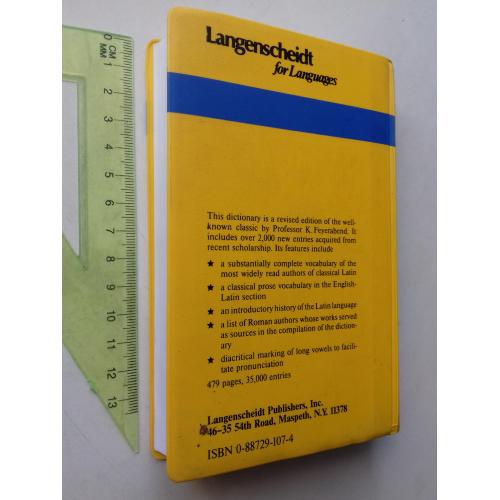 Langenscheidt
for Languages
This dictionary is a revised edition of the well-
known classic by Professor K. Feyerabend. It
includes over 2,000 new entries acquired from
recent scholarship. Its features include
★ a substantially complete vocabulary of the
most widely read authors of classical Latin
★ a classical prose vocabulary in the English-
Latin section
★ an introductory history of the Latin language
★ a list of Roman authors whose works served
as sources in the compilation of the diction-
ary
★ diacritical marking of long vowels to facili-
tate pronunciation
479 pages, 35,000 entries
Langenscheidt Publishers, Inc.
46-35 54th Road, Maspeth, N.Y. 11378
ISBN 0-88729-107-4
0 CM
MM
1
2
3
4
5
6
7
8
9
10
11
12
13